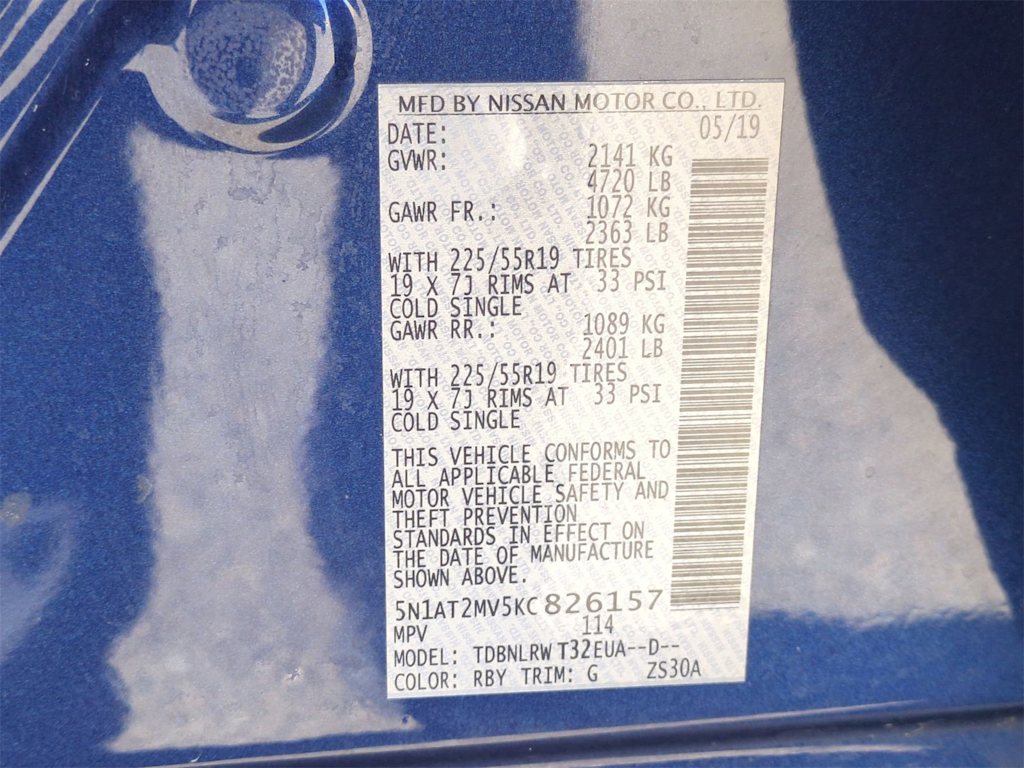 MFD BY NISSAN MOTOR CO., LTD.
DATE: 05/19
GVWR: 2141 KG
4720 LB
GAWR FR.: 1072 KG
2363 LB
WITH 225/55R19 TIRES
19 X 7J RIMS AT 33 PSI
COLD SINGLE
GAWR RR.: 1089 KG
2401 LB
WITH 225/55R19 TIRES
19 X 7J RIMS AT 33 PSI
COLD SINGLE
THIS VEHICLE CONFORMS TO
ALL APPLICABLE FEDERAL
MOTOR VEHICLE SAFETY AND
THEFT PREVENTION
STANDARDS IN EFFECT ON
THE DATE OF MANUFACTURE
SHOWN ABOVE.
5N1AT2MV5KC826157
MPV 114
MODEL: TDBNLRWT32EUA--D--
COLOR: RBY TRIM: G ZS30A